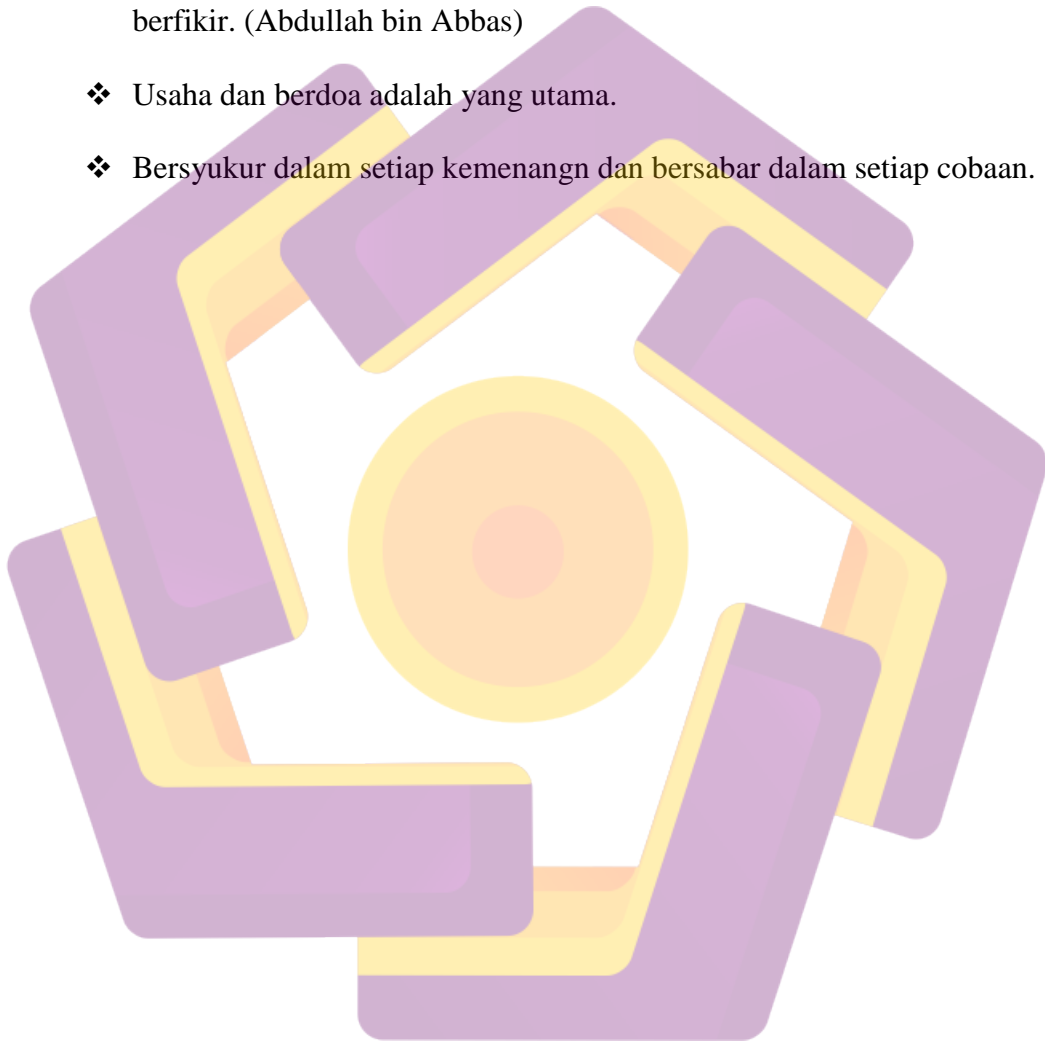 berfikir. (Abdullah bin Abbas)
❖ Usaha dan berdoa adalah yang utama.
❖ Bersyukur dalam setiap kemenangn dan bersabar dalam setiap cobaan.